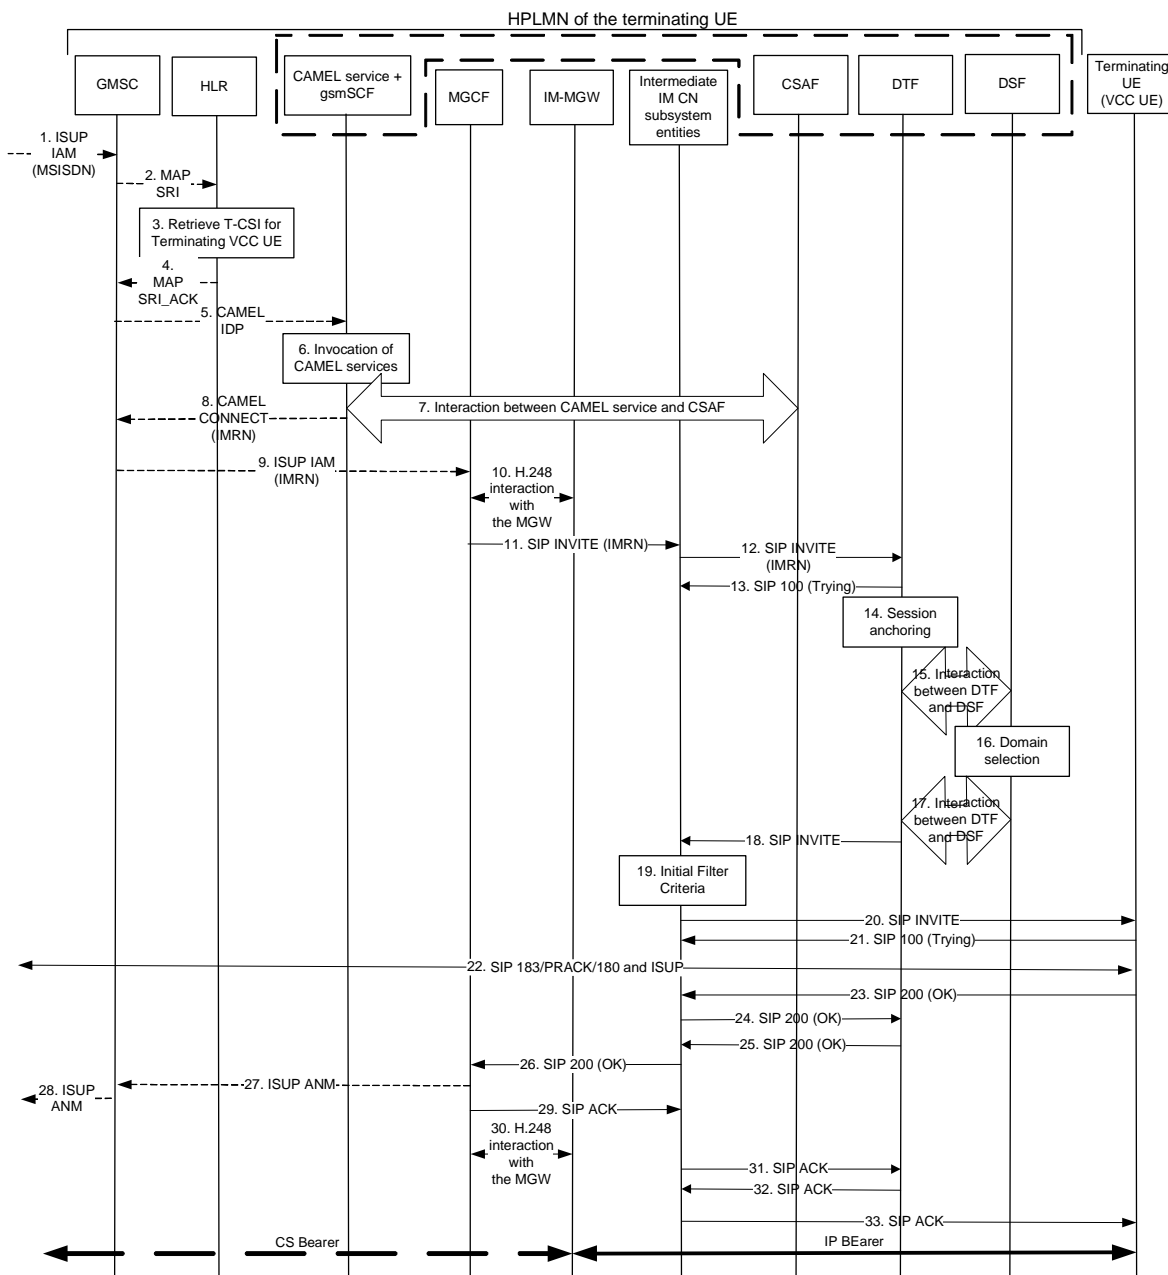 HPLMN of the terminating UE
GMSC
HLR
CAMEL service +
gsmSCF
MGCF
IM-MGW
Intermediate
IM CN
subsystem
entities
CSAF
DTF
DSF
Terminating
UE
(VCC UE)
1. ISUP
IAM
(MSISDN)
2. MAP
SRI
3. Retrieve T-CSI for
Terminating VCC UE
4.
MAP
SRI_ACK
5. CAMEL
IDP
6. Invocation of
CAMEL services
7. Interaction between CAMEL service and CSAF
8. CAMEL
CONNECT
(IMRN)
9. ISUP IAM
(IMRN)
10. H.248
interaction
with
the MGW
11. SIP INVITE (IMRN)
12. SIP INVITE
(IMRN)
13. SIP 100 (Trying)
14. Session
anchoring
15. Interaction
between DTF
and DSF
16. Domain
selection
17. Interaction
between DTF
and DSF
18. SIP INVITE
19. Initial Filter
Criteria
20. SIP INVITE
21. SIP 100 (Trying)
22. SIP 183/PRACK/180 and ISUP
23. SIP 200 (OK)
24. SIP 200 (OK)
25. SIP 200 (OK)
26. SIP 200 (OK)
27. ISUP ANM
28. ISUP
ANM
29. SIP ACK
30. H.248
interaction
with
the MGW
31. SIP ACK
32. SIP ACK
33. SIP ACK
CS Bearer
IP BEarer